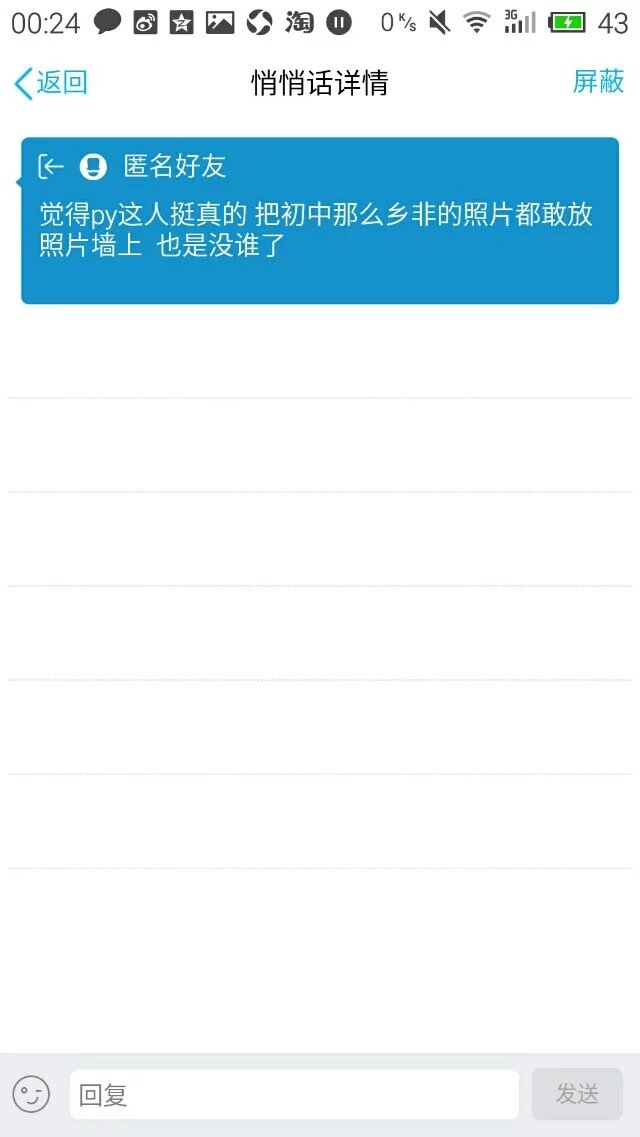 00:24 淘 0 K/s 3G 43
返回 悄悄话详情 屏蔽
匿名好友
觉得py这人挺真的 把初中那么乡非的照片都敢放
照片墙上 也是没谁了
回复 发送